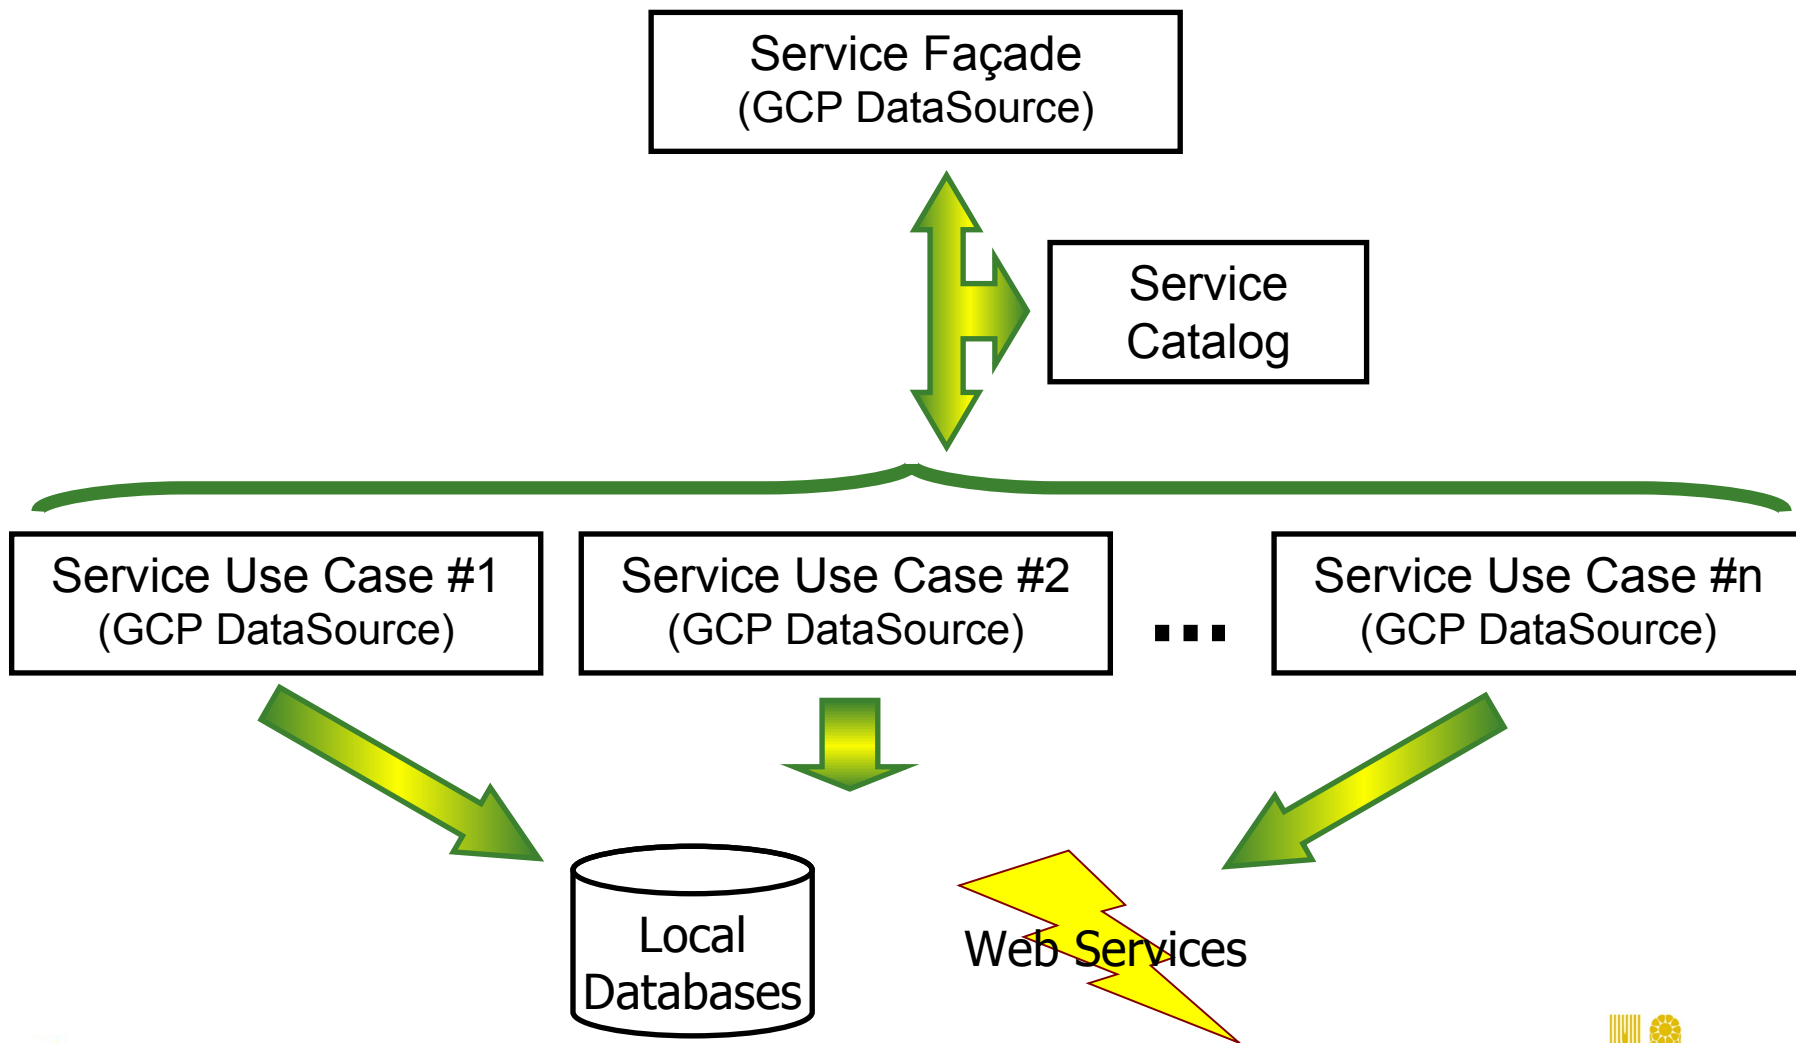 Service Façade
(GCP DataSource)
Service
Catalog
Service Use Case #1
(GCP DataSource)
Service Use Case #2
(GCP DataSource)
...
Service Use Case #n
(GCP DataSource)
Local
Databases
Web Services